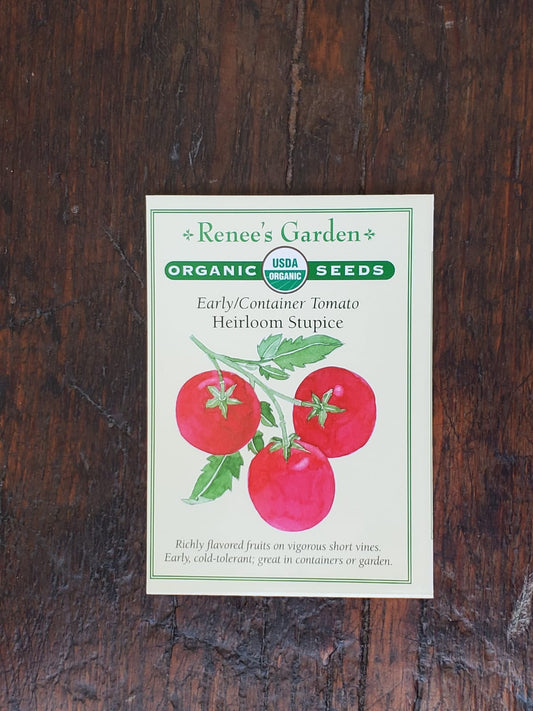 Renee's Garden
ORGANIC USDA ORGANIC SEEDS
Early/Container Tomato
Heirloom Stupice
Richly flavored fruits on vigorous short vines.
Early, cold-tolerant; great in containers or garden.